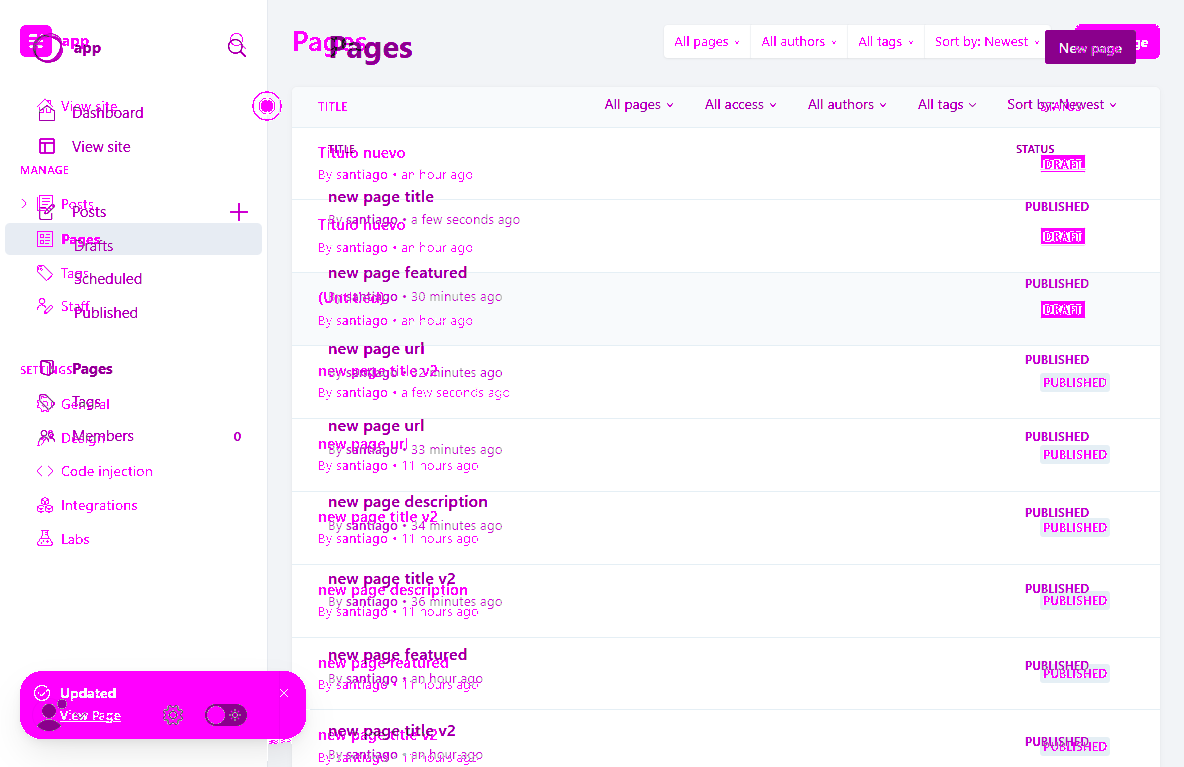 app
app
View site
Dashboard
View site
MANAGE
Posts
Posts
Pages
Drafts
Tags
Scheduled
Staff
Published
SETTINGS
Pages
General
Tags
Design
Members 0
Code injection
Integrations
Labs
Updated
View Page
Pages
Pages
All pages All authors All tags Sort by: Newest
New page
New page
TITLE STATUS
All pages All access All authors All tags Sort by: Newest
TITLE STATUS
Título nuevo DRAFT
By santiago • an hour ago
new page title PUBLISHED
By santiago • a few seconds ago
Título nuevo DRAFT
By santiago • an hour ago
new page featured PUBLISHED
By santiago • 30 minutes ago
(Untitled) DRAFT
By santiago • an hour ago
new page url PUBLISHED
By santiago • 32 minutes ago
new page title v2 PUBLISHED
By santiago • a few seconds ago
new page url PUBLISHED
By santiago • 33 minutes ago
new page url PUBLISHED
By santiago • 11 hours ago
new page description PUBLISHED
By santiago • 34 minutes ago
new page title v2 PUBLISHED
By santiago • 11 hours ago
new page title v2 PUBLISHED
By santiago • 36 minutes ago
new page description PUBLISHED
By santiago • 11 hours ago
new page featured PUBLISHED
By santiago • an hour ago
new page featured PUBLISHED
By santiago • 11 hours ago
new page title v2 PUBLISHED
By santiago • an hour ago
new page title v2 PUBLISHED
By santiago • 11 hours ago